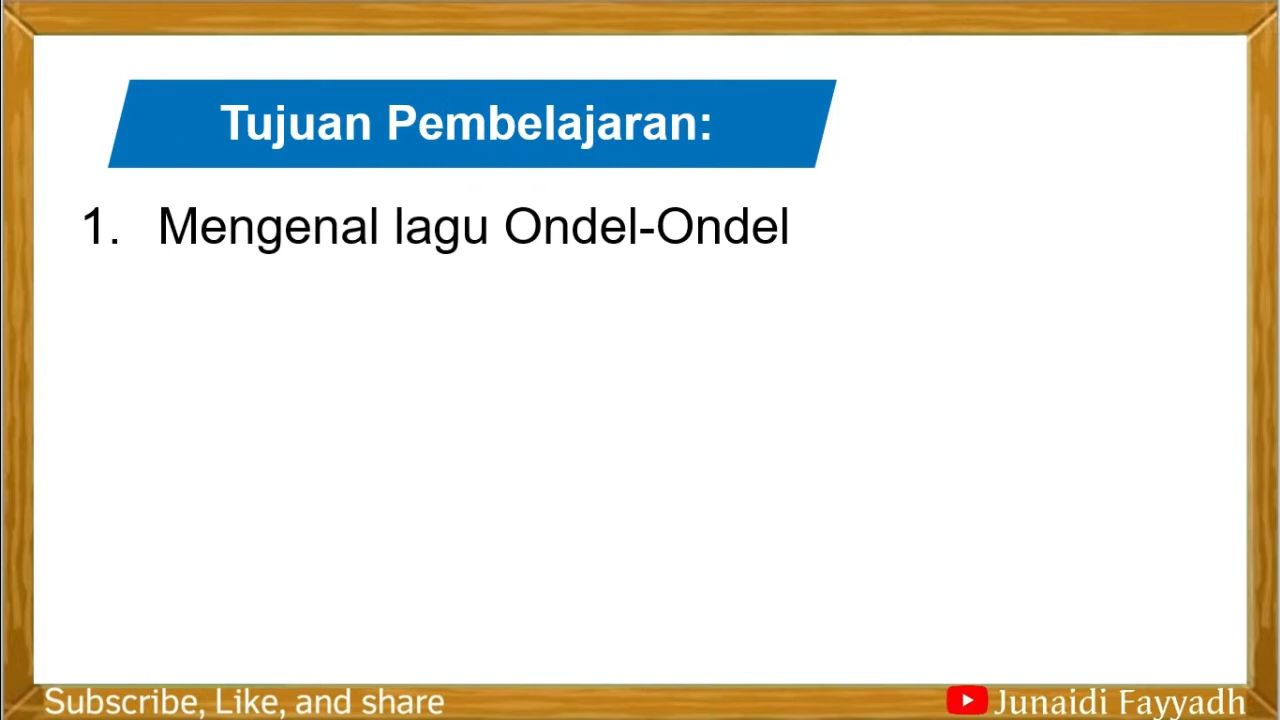 Tujuan Pembelajaran:
1. Mengenal lagu Ondel-Ondel
Subscribe, Like, and share
Junaidi Fayyadh